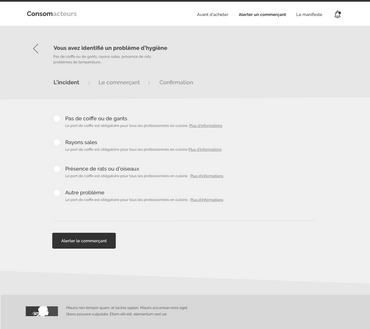 Consomacteurs
Avant d'acheter
Alerter un commerçant
Le manifeste
Vous avez identifié un problème d'hygiène
Pas de coiffe ou de gants, rayons sales, présence de rats,
problèmes de température...
L'incident
Le commerçant
Confirmation
Pas de coiffe ou de gants
Le port de coiffe est obligatoire pour tous les professionnels en cuisine. Plus d'informations
Rayons sales
Le port de coiffe est obligatoire pour tous les professionnels en cuisine. Plus d'informations
Présence de rats ou d'oiseaux
Le port de coiffe est obligatoire pour tous les professionnels en cuisine. Plus d'informations.
Autre problème
Le port de coiffe est obligatoire pour tous les professionnels en cuisine. Plus d'informations.
Alerter le commerçant
Mauris non tempor quam, et lacinia sapien. Mauris accumsan eros eget
libero posuere vulputate. Etiam elit elit, elementum sed va